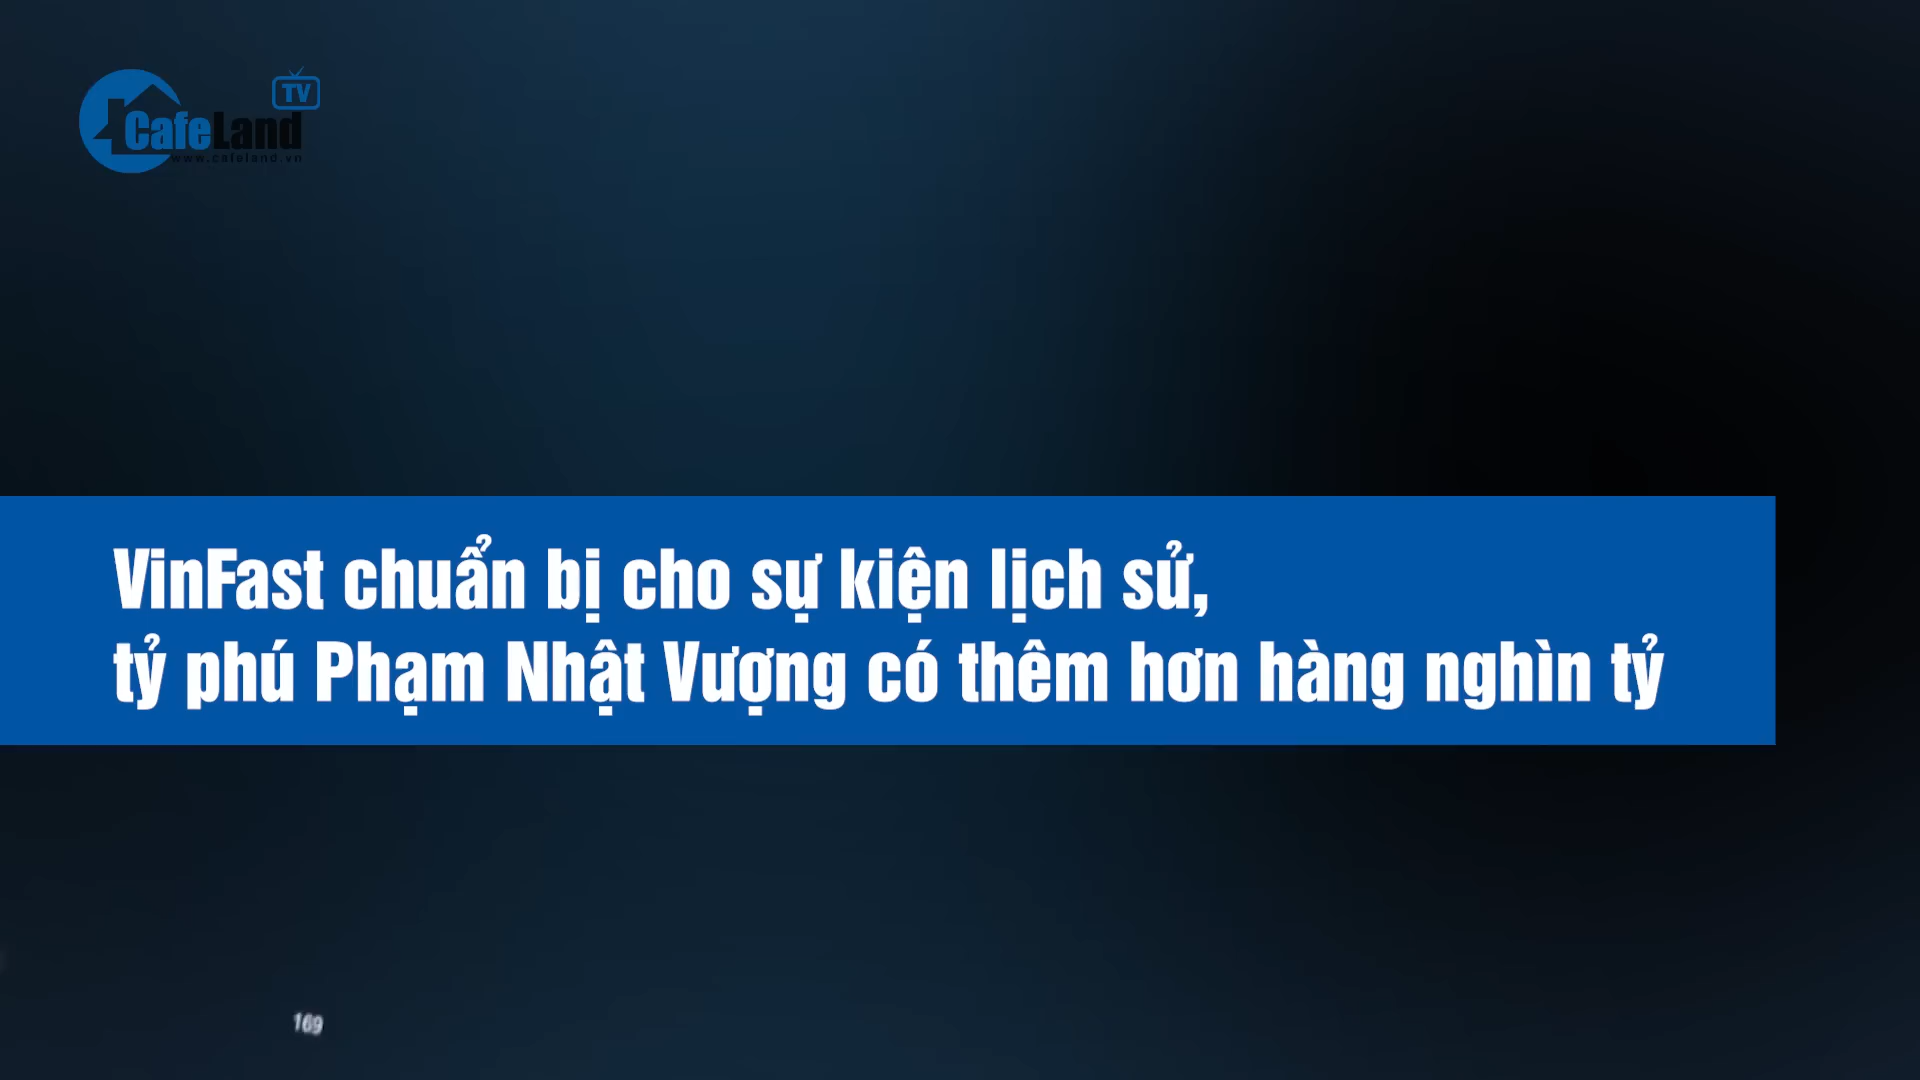 TV
CafeLand
www.cafeland.vn
VinFast chuẩn bị cho sự kiện lịch sử,
tỷ phú Phạm Nhật Vượng có thêm hơn hàng nghìn tỷ
169